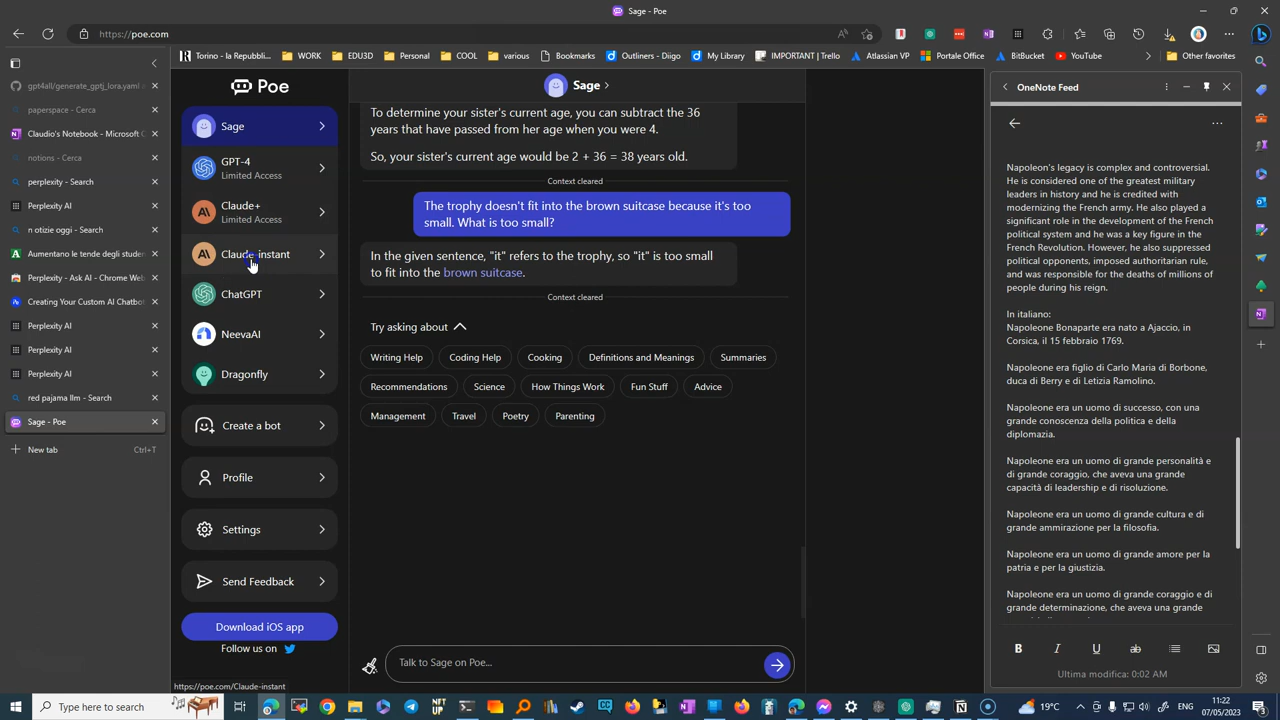 Sage - Poe
https://poe.com
Torino - la Repubbli...
WORK
EDU3D
Personal
COOL
various
Bookmarks
Outliners - Diigo
My Library
IMPORTANT | Trello
Atlassian VP
Portale Office
BitBucket
YouTube
Other favorites
gpt4all/generate_gptj_lora.yaml
paperspace - Cerca
Claudio's Notebook - Microsoft C
notions - Cerca
perplexity - Search
Perplexity AI
n otizie oggi - Search
Aumentano le tende degli stude
Perplexity - Ask AI - Chrome Web
Creating Your Custom AI Chatbo
Perplexity AI
Perplexity AI
Perplexity AI
red pajama llm - Search
Sage - Poe
New tab
Ctrl+T
Poe
Sage
GPT-4
Limited Access
Claude+
Limited Access
Claude-instant
ChatGPT
NeevaAI
Dragonfly
Create a bot
Profile
Settings
Send Feedback
Download iOS app
Follow us on
https://poe.com/Claude-instant
Sage
To determine your sister's current age, you can subtract the 36
years that have passed from her age when you were 4.
So, your sister's current age would be 2 + 36 = 38 years old.
Context cleared
The trophy doesn't fit into the brown suitcase because it's too
small. What is too small?
In the given sentence, "it" refers to the trophy, so "it" is too small
to fit into the brown suitcase.
Context cleared
Try asking about
Writing Help
Coding Help
Cooking
Definitions and Meanings
Summaries
Recommendations
Science
How Things Work
Fun Stuff
Advice
Management
Travel
Poetry
Parenting
Talk to Sage on Poe...
OneNote Feed
Napoleon's legacy is complex and controversial.
He is considered one of the greatest military
leaders in history and he is credited with
modernizing the French army. He also played a
significant role in the development of the French
political system and he was a key figure in the
French Revolution. However, he also suppressed
political opponents, imposed authoritarian rule,
and was responsible for the deaths of millions of
people during his reign.
In italiano:
Napoleone Bonaparte era nato a Ajaccio, in
Corsica, il 15 febbraio 1769.
Napoleone era figlio di Carlo Maria di Borbone,
duca di Berry e di Letizia Ramolino.
Napoleone era un uomo di successo, con una
grande conoscenza della politica e della
diplomazia.
Napoleone era un uomo di grande personalità e
di grande coraggio, che aveva una grande
capacità di leadership e di risoluzione.
Napoleone era un uomo di grande cultura e di
grande ammirazione per la filosofia.
Napoleone era un uomo di grande amore per la
patria e per la giustizia.
Napoleone era un uomo di grande coraggio e di
grande determinazione, che aveva una grande
B
I
U
ab
Ultima modifica: 0:02 AM
Type here to search
NFT
UP
19°C
11:22
07/05/2023